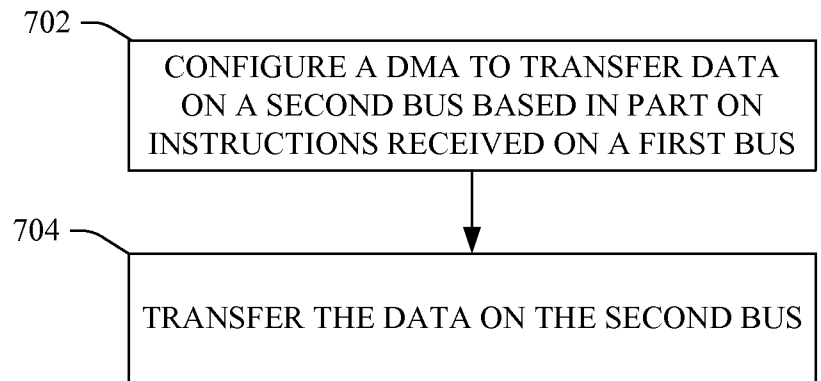 702
CONFIGURE A DMA TO TRANSFER DATA
ON A SECOND BUS BASED IN PART ON
INSTRUCTIONS RECEIVED ON A FIRST BUS
704
TRANSFER THE DATA ON THE SECOND BUS